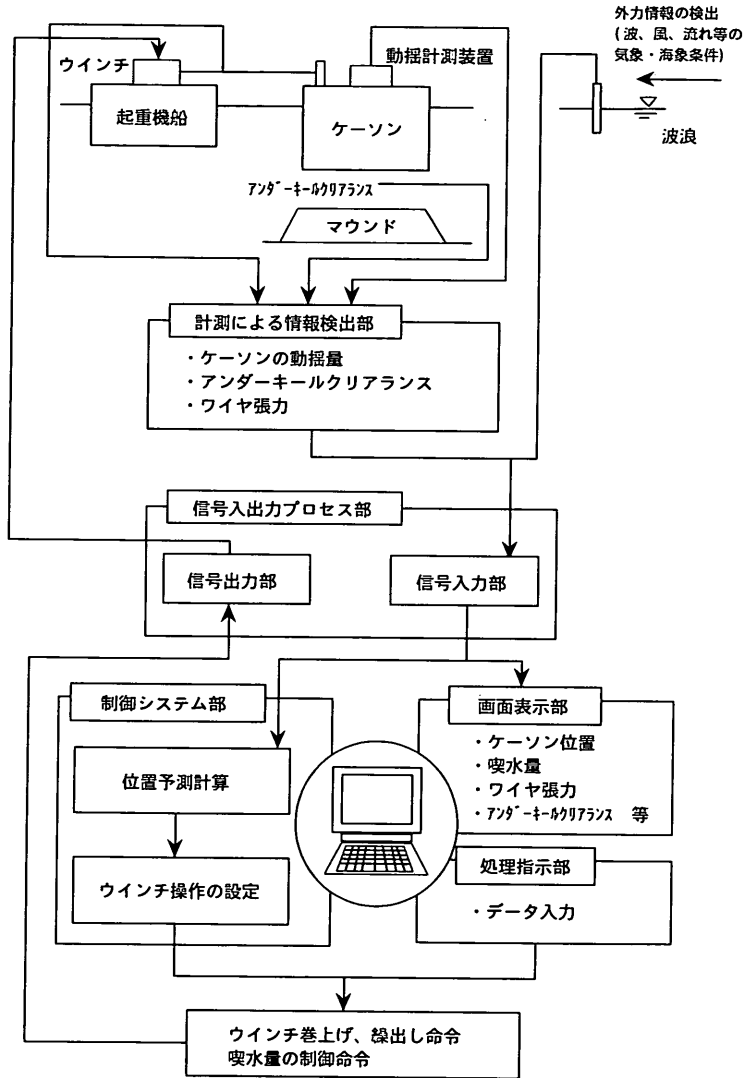 外力情報の検出
(波、風、流れ等の
気象・海象条件)
ウインチ
動揺計測装置
起重機船
ケーソン
波浪
アンダーキールクリアランス
マウンド
計測による情報検出部
・ケーソンの動揺量
・アンダーキールクリアランス
・ワイヤ張力
信号入出力プロセス部
信号出力部
信号入力部
制御システム部
位置予測計算
ウインチ操作の設定
画面表示部
・ケーソン位置
・喫水量
・ワイヤ張力
・アンダーキールクリアランス 等
処理指示部
・データ入力
ウインチ巻上げ、繰出し命令
喫水量の制御命令